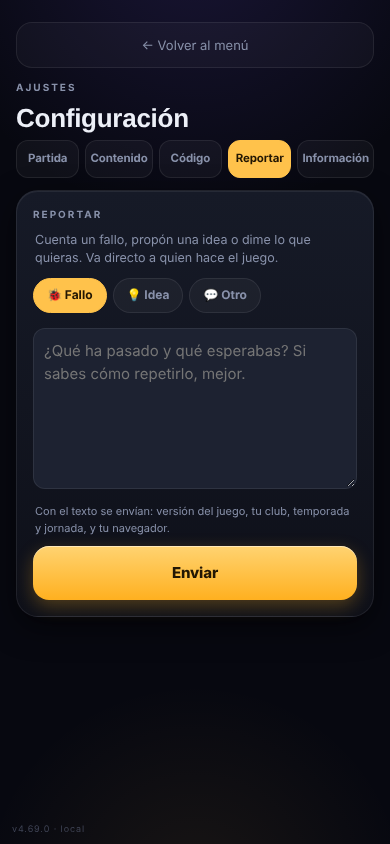 ← Volver al menú
AJUSTES
Configuración
Partida
Contenido
Código
Reportar
Información
REPORTAR
Cuenta un fallo, propón una idea o dime lo que
quieras. Va directo a quien hace el juego.
🐞 Fallo
💡 Idea
💬 Otro
¿Qué ha pasado y qué esperabas? Si
sabes cómo repetirlo, mejor.
Con el texto se envían: versión del juego, tu club, temporada
y jornada, y tu navegador.
Enviar
v4.69.0 · local